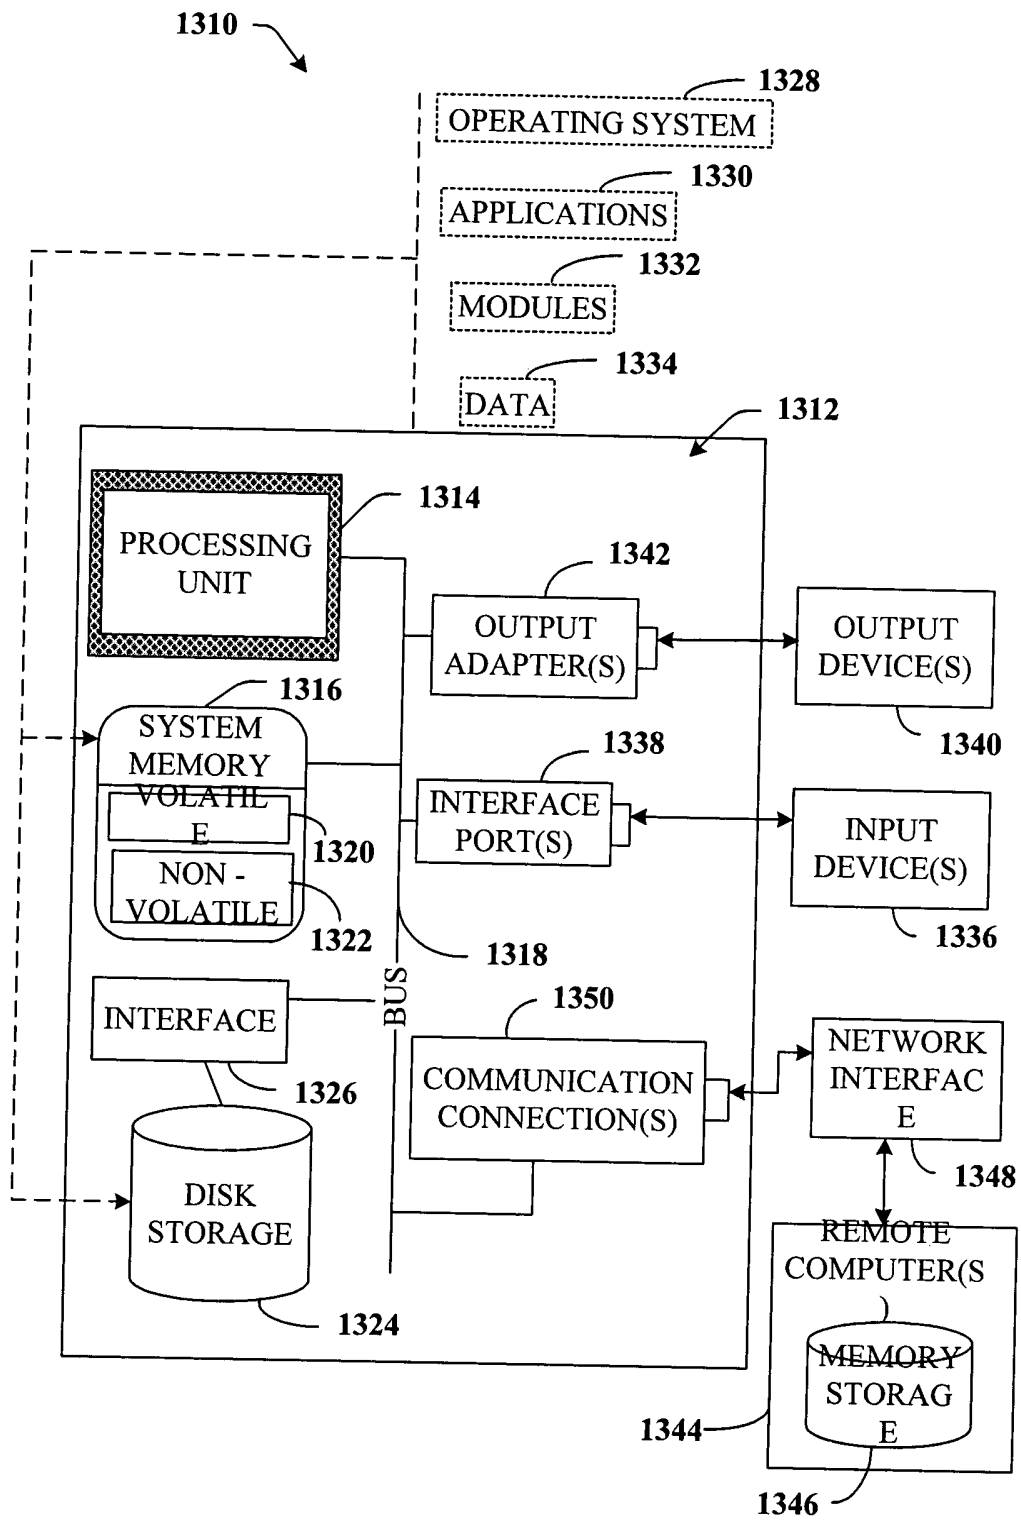 1310
1328
OPERATING SYSTEM
1330
APPLICATIONS
1332
MODULES
1334
DATA
1312
PROCESSING
UNIT
1314
1342
OUTPUT
ADAPTER(S)
OUTPUT
DEVICE(S)
1340
1316
SYSTEM
MEMORY
VOLATIL
E
1320
NON -
VOLATILE
1322
1338
INTERFACE
PORT(S)
INPUT
DEVICE(S)
1336
1318
BUS
INTERFACE
1326
1350
COMMUNICATION
CONNECTION(S)
NETWORK
INTERFAC
E
1348
DISK
STORAGE
1324
REMOTE
COMPUTER(S
)
MEMORY
STORAG
E
1344
1346